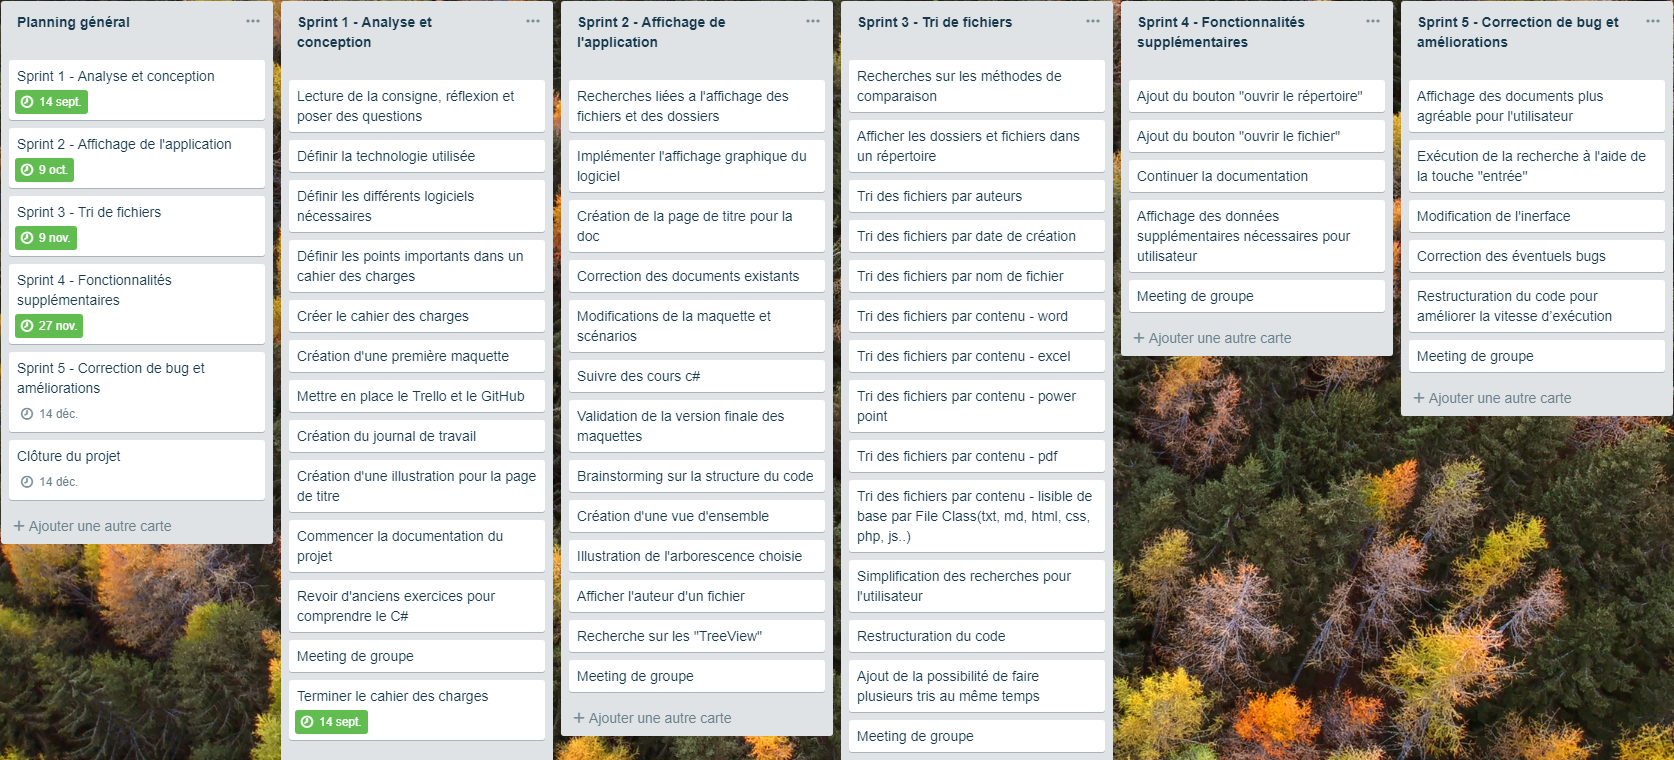 Planning général
Sprint 1 - Analyse et conception
14 sept.
Sprint 2 - Affichage de l'application
9 oct.
Sprint 3 - Tri de fichiers
9 nov.
Sprint 4 - Fonctionnalités
supplémentaires
27 nov.
Sprint 5 - Correction de bug et
améliorations
14 déc.
Clôture du projet
14 déc.
+ Ajouter une autre carte
Sprint 1 - Analyse et
conception
Lecture de la consigne, réflexion et
poser des questions
Définir la technologie utilisée
Définir les différents logiciels
nécessaires
Définir les points importants dans un
cahier des charges
Créer le cahier des charges
Création d'une première maquette
Mettre en place le Trello et le GitHub
Création du journal de travail
Création d'une illustration pour la page
de titre
Commencer la documentation du
projet
Revoir d'anciens exercices pour
comprendre le C#
Meeting de groupe
Terminer le cahier des charges
14 sept.
Sprint 2 - Affichage de
l'application
Recherches liées a l'affichage des
fichiers et des dossiers
Implémenter l'affichage graphique du
logiciel
Création de la page de titre pour la
doc
Correction des documents existants
Modifications de la maquette et
scénarios
Suivre des cours c#
Validation de la version finale des
maquettes
Brainstorming sur la structure du code
Création d'une vue d'ensemble
Illustration de l'arborescence choisie
Afficher l'auteur d'un fichier
Recherche sur les "TreeView"
Meeting de groupe
+ Ajouter une autre carte
Sprint 3 - Tri de fichiers
Recherches sur les méthodes de
comparaison
Afficher les dossiers et fichiers dans
un répertoire
Tri des fichiers par auteurs
Tri des fichiers par date de création
Tri des fichiers par nom de fichier
Tri des fichiers par contenu - word
Tri des fichiers par contenu - excel
Tri des fichiers par contenu - power
point
Tri des fichiers par contenu - pdf
Tri des fichiers par contenu - lisible de
base par File Class(txt, md, html, css,
php, js..)
Simplification des recherches pour
l'utilisateur
Restructuration du code
Ajout de la possibilité de faire
plusieurs tris au même temps
Meeting de groupe
Sprint 4 - Fonctionnalités
supplémentaires
Ajout du bouton "ouvrir le répertoire"
Ajout du bouton "ouvrir le fichier"
Continuer la documentation
Affichage des données
supplémentaires nécessaires pour
utilisateur
Meeting de groupe
+ Ajouter une autre carte
Sprint 5 - Correction de bug et
améliorations
Affichage des documents plus
agréable pour l'utilisateur
Exécution de la recherche à l'aide de
la touche "entrée"
Modification de l'inerface
Correction des éventuels bugs
Restructuration du code pour
améliorer la vitesse d'exécution
Meeting de groupe
+ Ajouter une autre carte